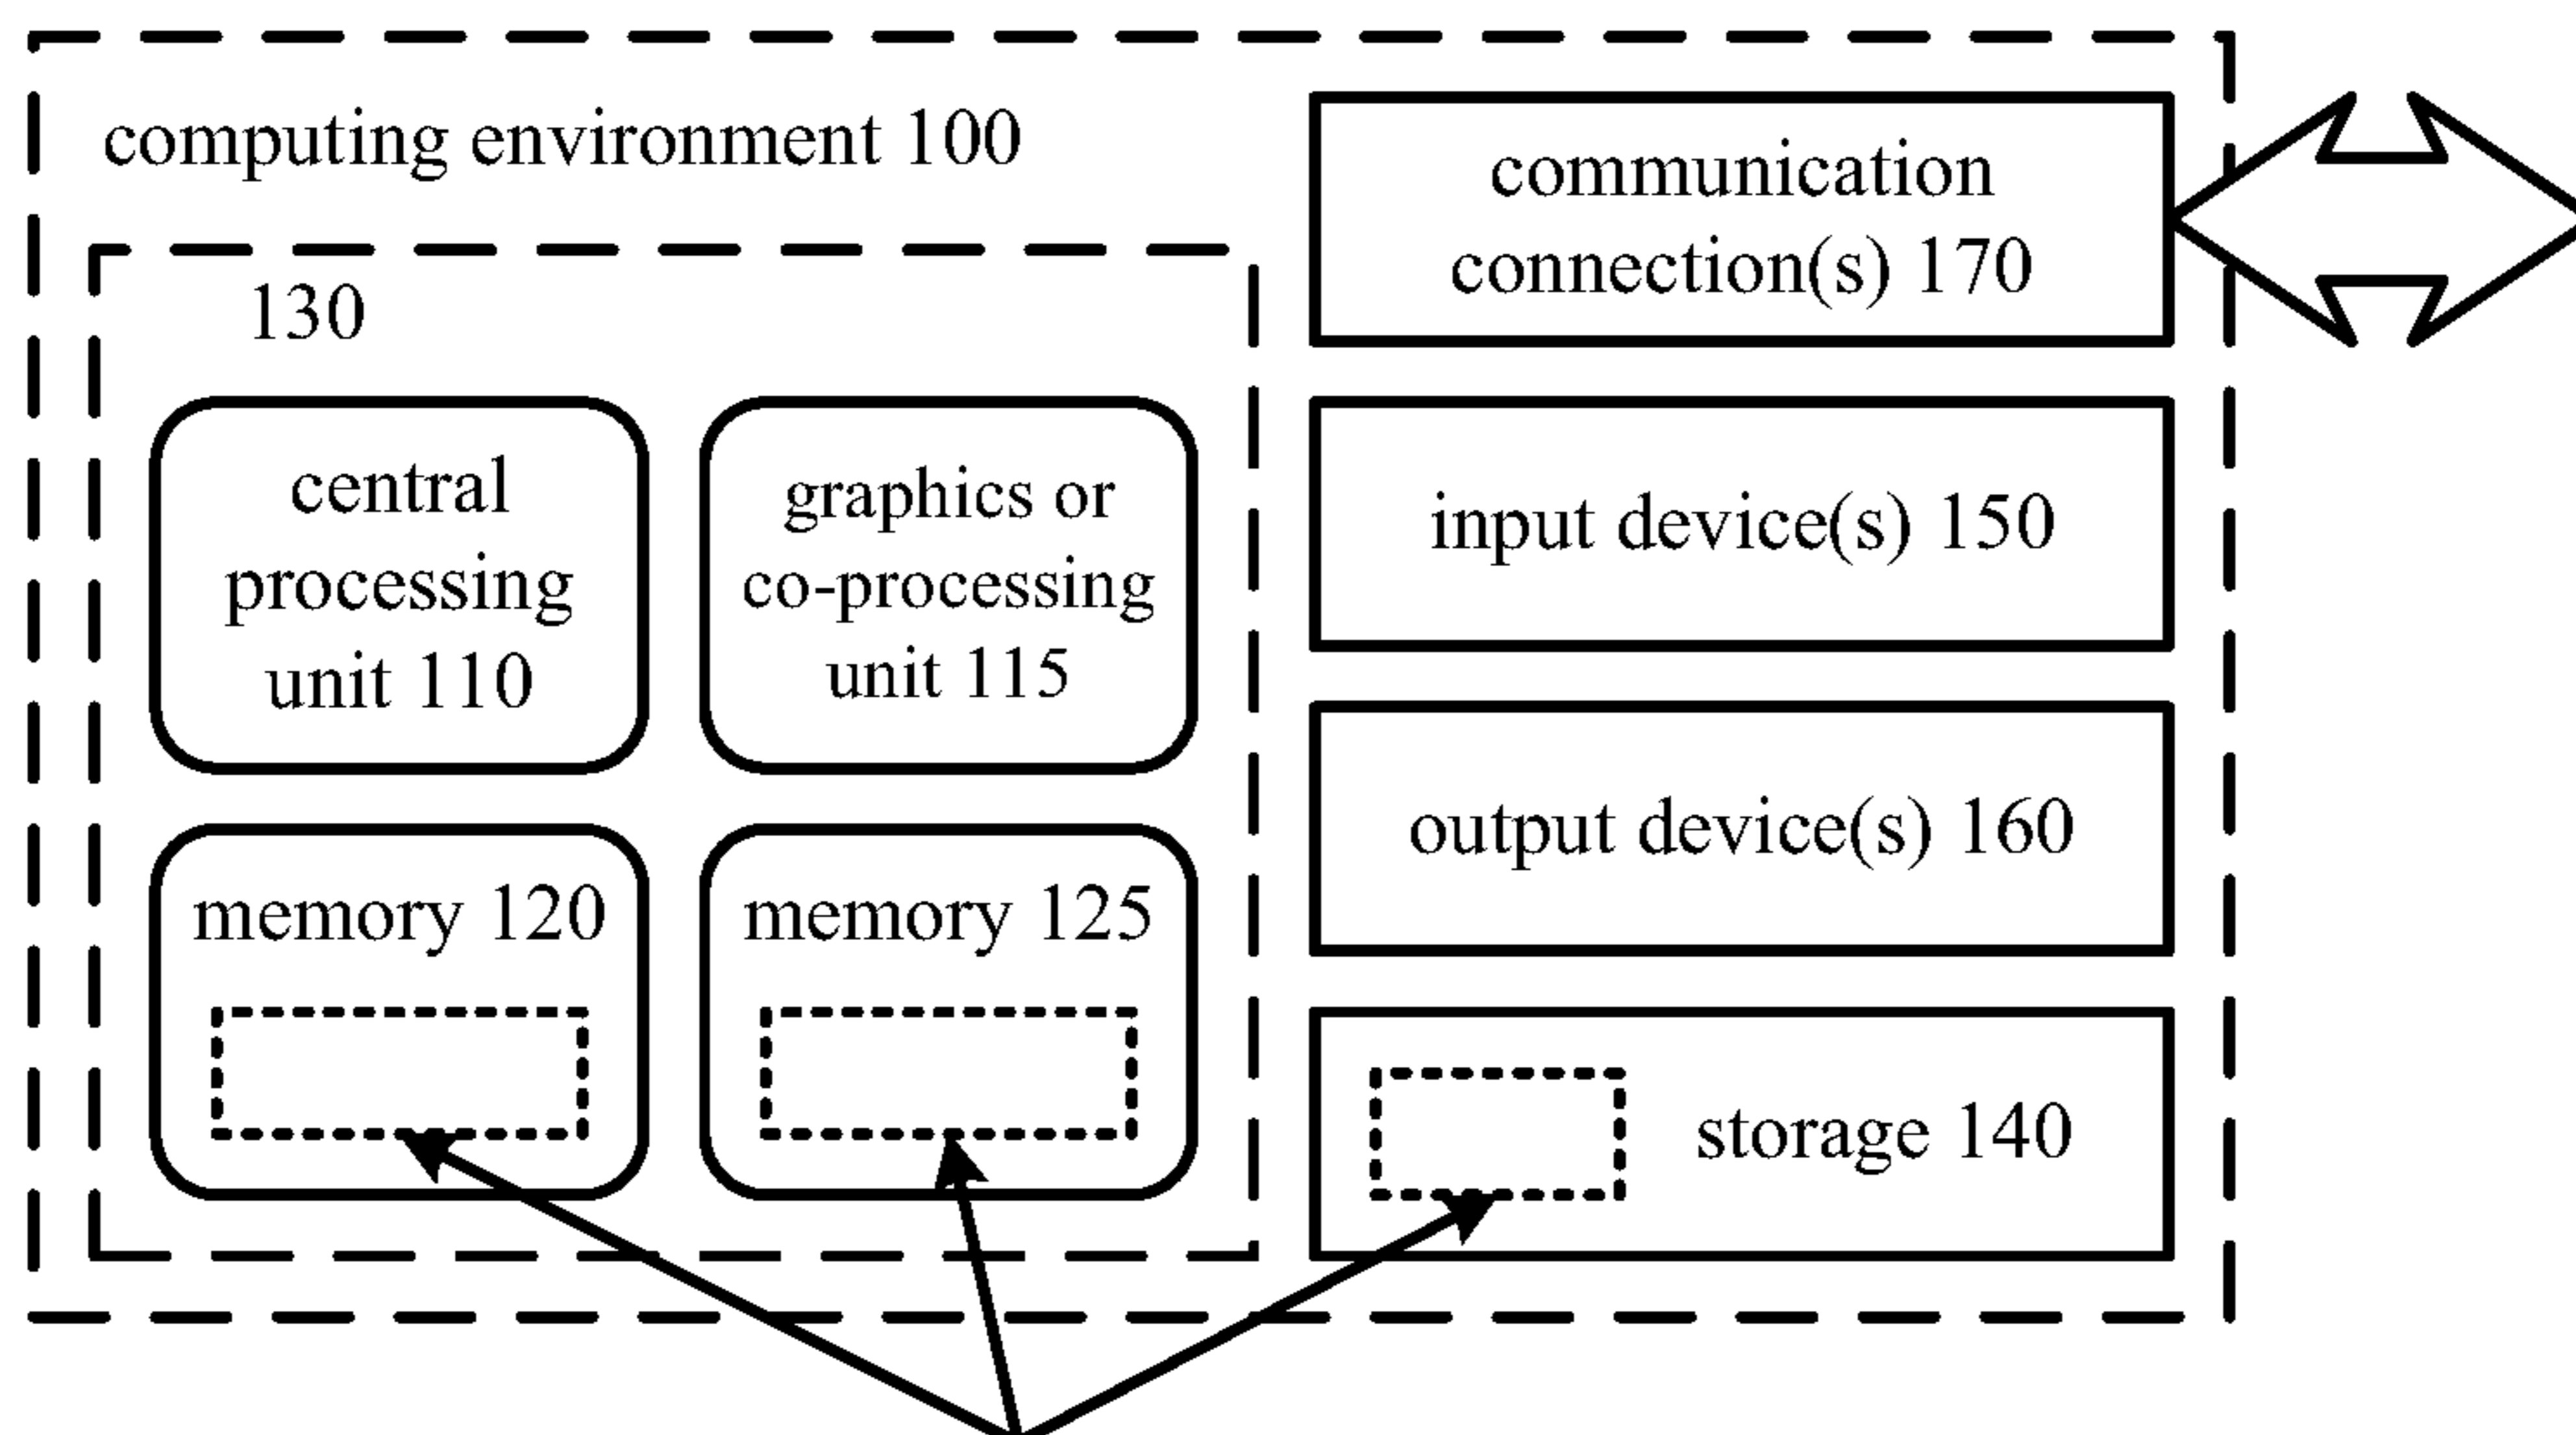 computing environment 100
130
central
processing
unit 110
graphics or
co-processing
unit 115
memory 120
memory 125
communication
connection(s) 170
input device(s) 150
output device(s) 160
storage 140